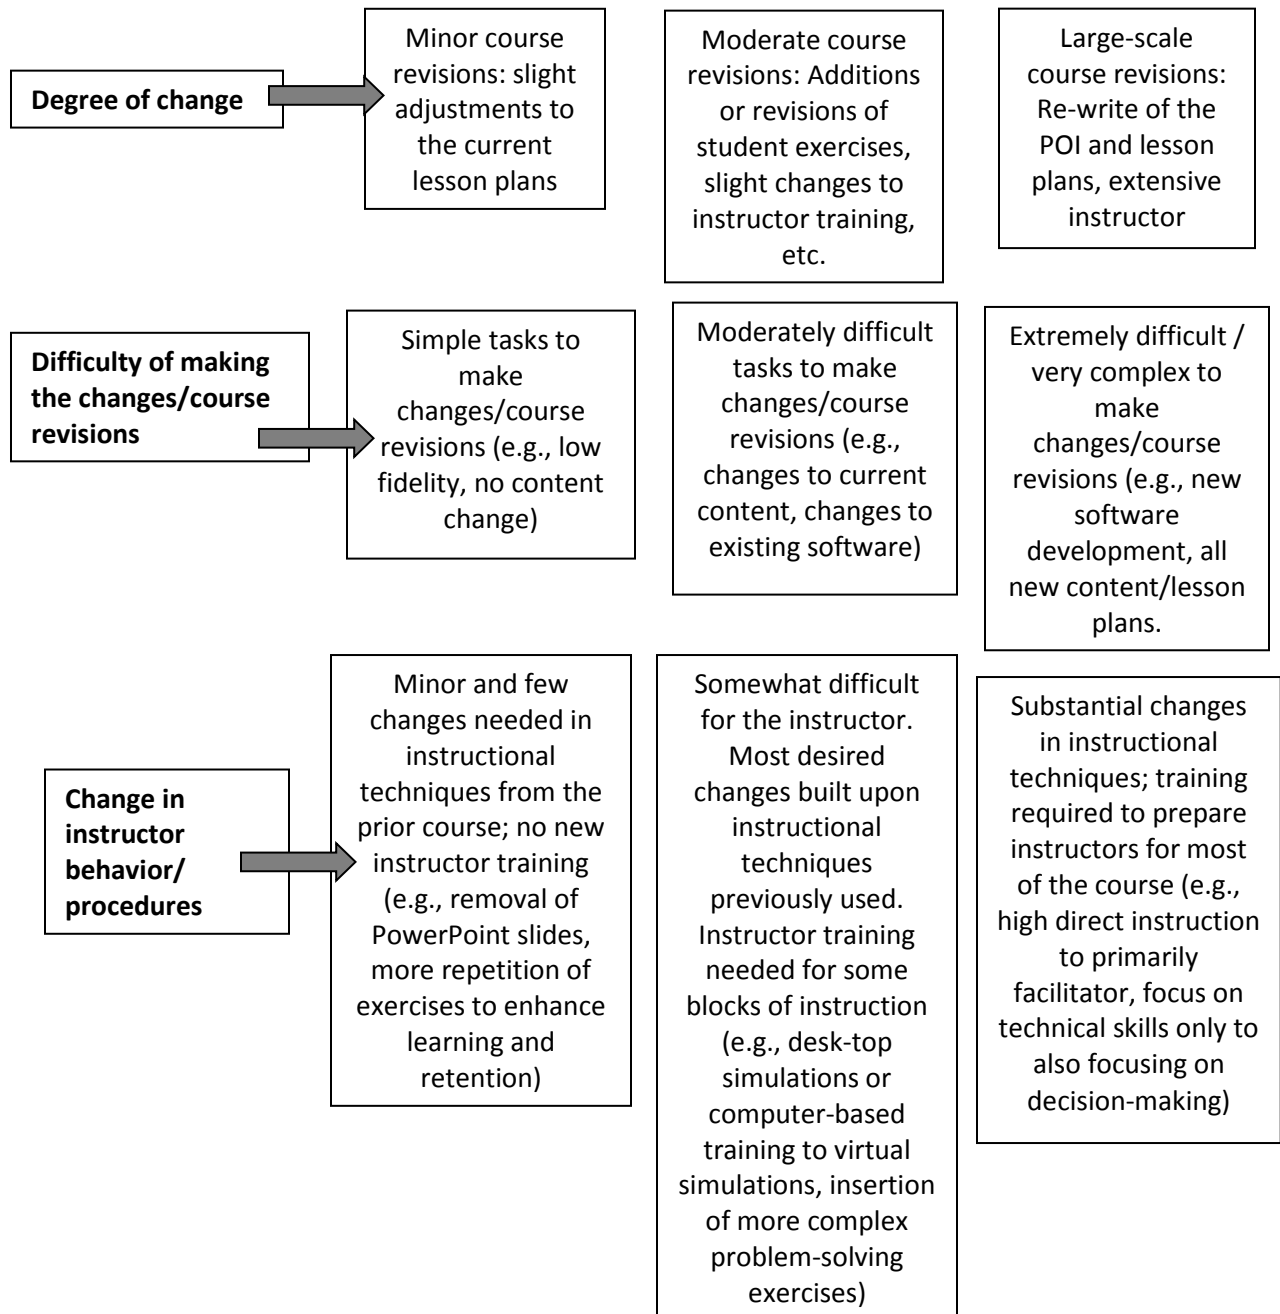 Degree of change
Minor course
revisions: slight
adjustments to
the current
lesson plans
Moderate course
revisions: Additions
or revisions of
student exercises,
slight changes to
instructor training,
etc.
Large-scale
course revisions:
Re-write of the
POI and lesson
plans, extensive
instructor
Difficulty of making
the changes/course
revisions
Simple tasks to
make
changes/course
revisions (e.g., low
fidelity, no content
change)
Moderately difficult
tasks to make
changes/course
revisions (e.g.,
changes to current
content, changes to
existing software)
Extremely difficult /
very complex to
make
changes/course
revisions (e.g., new
software
development, all
new content/lesson
plans.
Change in
instructor
behavior/
procedures
Minor and few
changes needed in
instructional
techniques from the
prior course; no new
instructor training
(e.g., removal of
PowerPoint slides,
more repetition of
exercises to enhance
learning and
retention)
Somewhat difficult
for the instructor.
Most desired
changes built upon
instructional
techniques
previously used.
Instructor training
needed for some
blocks of instruction
(e.g., desk-top
simulations or
computer-based
training to virtual
simulations, insertion
of more complex
problem-solving
exercises)
Substantial changes
in instructional
techniques; training
required to prepare
instructors for most
of the course (e.g.,
high direct instruction
to primarily
facilitator, focus on
technical skills only to
also focusing on
decision-making)